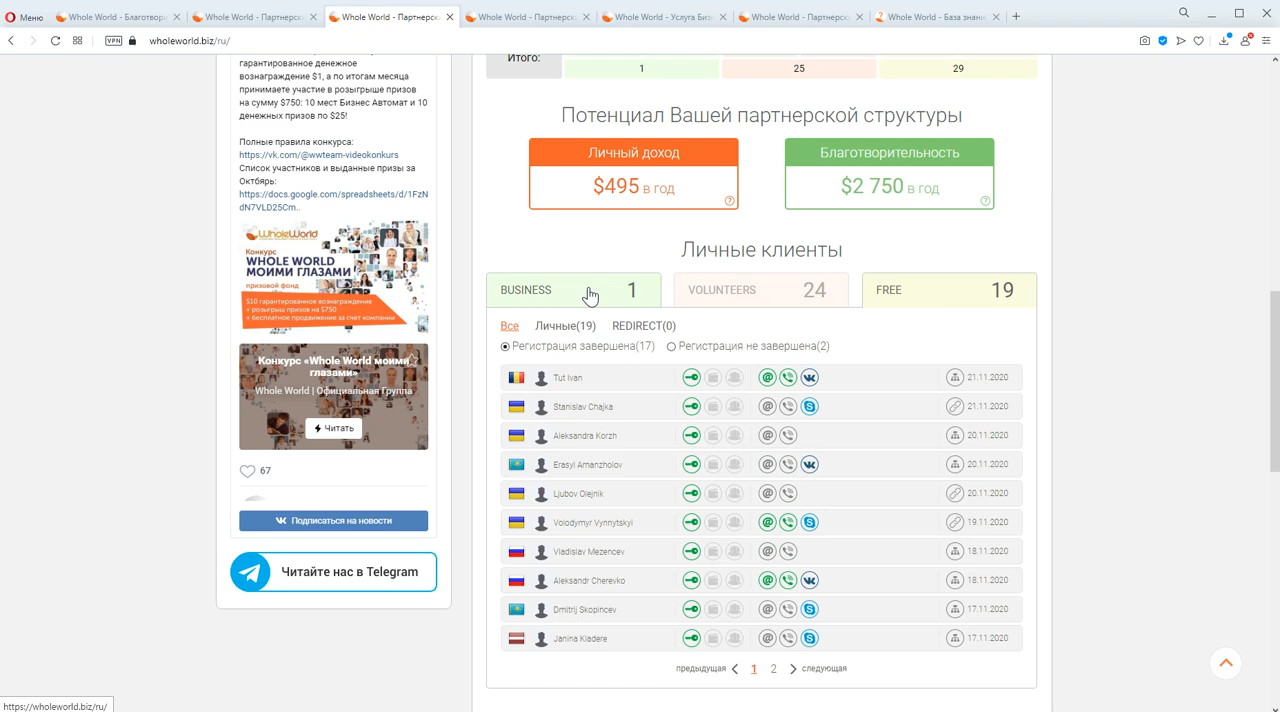 Меню
Whole World - Благотвор
Whole World - Партнерск
Whole World - Партнерск
Whole World - Партнерск
Whole World - Услуга Биз
Whole World - Партнерск
Whole World - База знани
VPN
wholeworld.biz/ru/
гарантированное денежное
вознаграждение $1, а по итогам месяца
принимаете участие в розыгрыше призов
на сумму $750: 10 мест Бизнес Автомат и 10
денежных призов по $25!
Полные правила конкурса:
https://vk.com/@wwteam-videokonkurs
Список участников и выданные призы за
Октябрь:
https://docs.google.com/spreadsheets/d/1FzN
dN7VLD25Cm..
WholeWorld
Конкурс
WHOLE WORLD
МОИМИ ГЛАЗАМИ
призовой фонд
$10 гарантированного вознаграждения
+ розыгрыш призов на $750
+ бесплатное продвижение за счет компании
Конкурс «Whole World моими
глазами»
Whole World | Официальная Группа
Читать
67
Подписаться на новости
Читайте нас в Telegram
Итого:
1 25 29
Потенциал Вашей партнерской структуры
Личный доход
$495 в год
Благотворительность
$2 750 в год
Личные клиенты
BUSINESS 1
VOLUNTEERS 24
FREE 19
Все Личные(19) REDIRECT(0)
Регистрация завершена(17) Регистрация не завершена(2)
Tut Ivan 21.11.2020
Stanislav Chajka 21.11.2020
Aleksandra Korzh 20.11.2020
Erasyl Amanzholov 20.11.2020
Ljubov Olejnik 20.11.2020
Volodymyr Vynnytskyi 19.11.2020
Vladislav Mezencev 18.11.2020
Aleksandr Cherevko 18.11.2020
Dmitrij Skopincev 17.11.2020
Janina Kladere 17.11.2020
предыдущая 1 2 следующая
https://wholeworld.biz/ru/